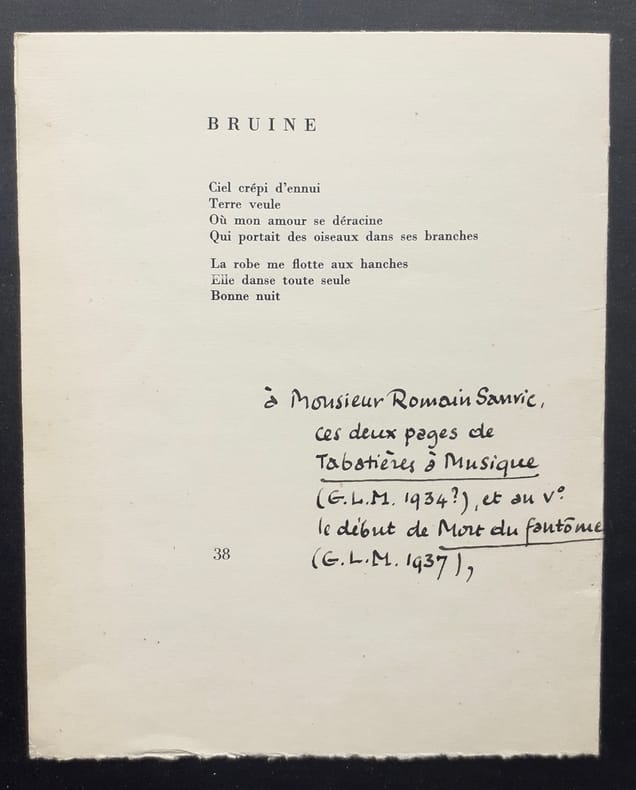 BRUINE
Ciel crépi d'ennui
Terre veule
Où mon amour se déracine
Qui portait des oiseaux dans ses branches
La robe me flotte aux hanches
Elle danse toute seule
Bonne nuit
à Monsieur Romain Sanvic,
ces deux pages de
Tabatières à Musique
(G.L.M. 1934?), et au v°
le début de Mort du fantôme
38
(G.L.M. 1937),